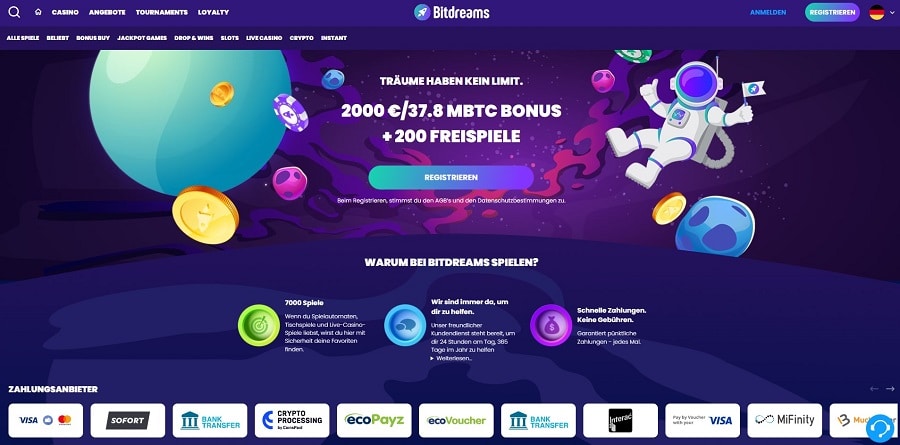 CASINO ANGEBOTE TOURNAMENTS LOYALTY Bitdreams ANMELDEN REGISTRIEREN
ALLE SPIELE BELIEBT BONUS BUY JACKPOT GAMES DROP & WINS SLOTS LIVE CASINO CRYPTO INSTANT
TRÄUME HABEN KEIN LIMIT.
2000 €/37.8 MBTC BONUS
+ 200 FREISPIELE
REGISTRIEREN
Beim Registrieren, stimmst du den AGB's und den Datenschutzbestimmungen zu.
WARUM BEI BITDREAMS SPIELEN?
7000 Spiele
Wenn du Spielautomaten,
Tischspiele und Live-Casino-
Spiele liebst, wirst du hier mit
Sicherheit deine Favoriten
finden.
Wir sind immer da, um
dir zu helfen.
Unser freundlicher
Kundendienst steht bereit, um
dir 24 Stunden am Tag, 365
Tage im Jahr zu helfen
▶ Weiterlesen...
Schnelle Zahlungen.
Keine Gebühren.
Garantiert pünktliche
Zahlungen - jedes Mal.
ZAHLUNGSANBIETER
VISA
SOFORT
BANK
TRANSFER
CRYPTO
PROCESSING
by CoinsPaid
ecoPayz
ecoVoucher
BANK
TRANSFER
Interac
Pay by Voucher
with your
VISA
MiFinity